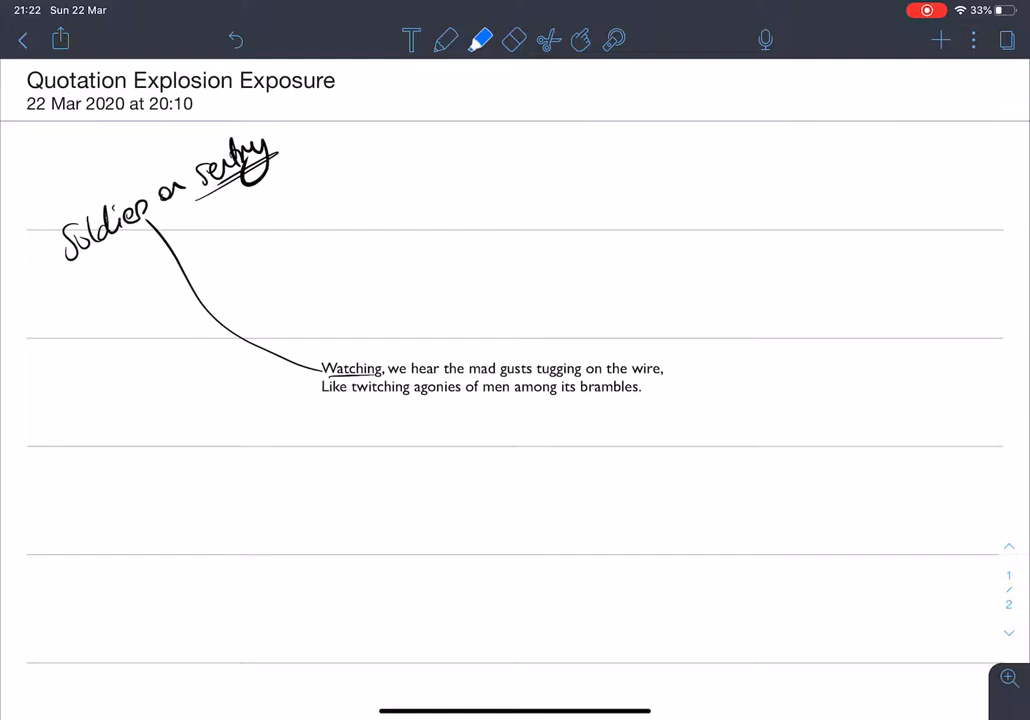 21:22 Sun 22 Mar
33%
T
Quotation Explosion Exposure
22 Mar 2020 at 20:10
Soldier on sentry
Watching, we hear the mad gusts tugging on the wire,
Like twitching agonies of men among its brambles.
1
/
2